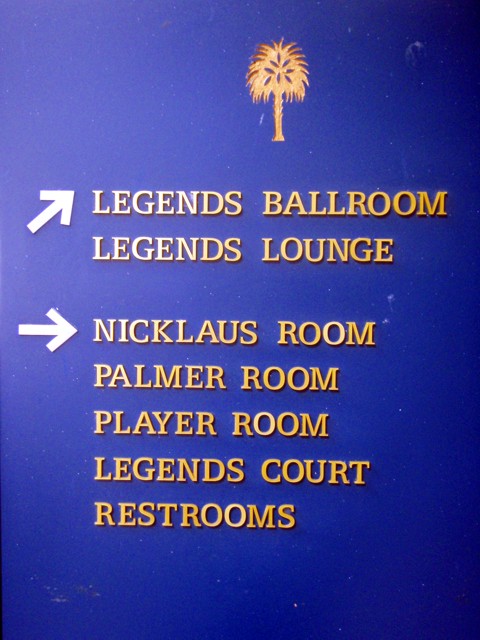 LEGENDS BALLROOM
LEGENDS LOUNGE
NICKLAUS ROOM
PALMER ROOM
PLAYER ROOM
LEGENDS COURT
RESTROOMS